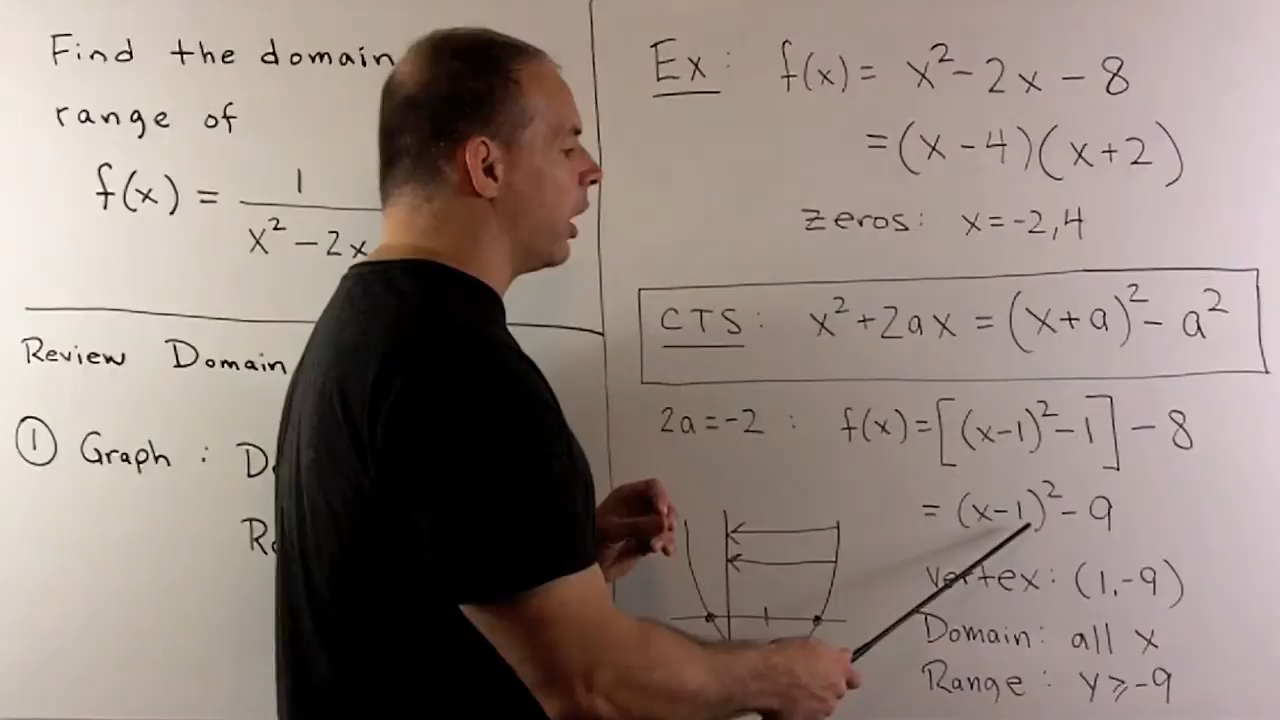 Find the domain
range of
f(x) = 1 / x² - 2x
Review Domain
① Graph :
Ex : f(x) = x² - 2x - 8
= (x - 4)(x + 2)
zeros: x = -2, 4
CTS : x² + 2ax = (x + a)² - a²
2a = -2 : f(x) = [(x-1)² - 1] - 8
= (x-1)² - 9
vertex: (1, -9)
Domain: all x
Range : y ⩾ -9